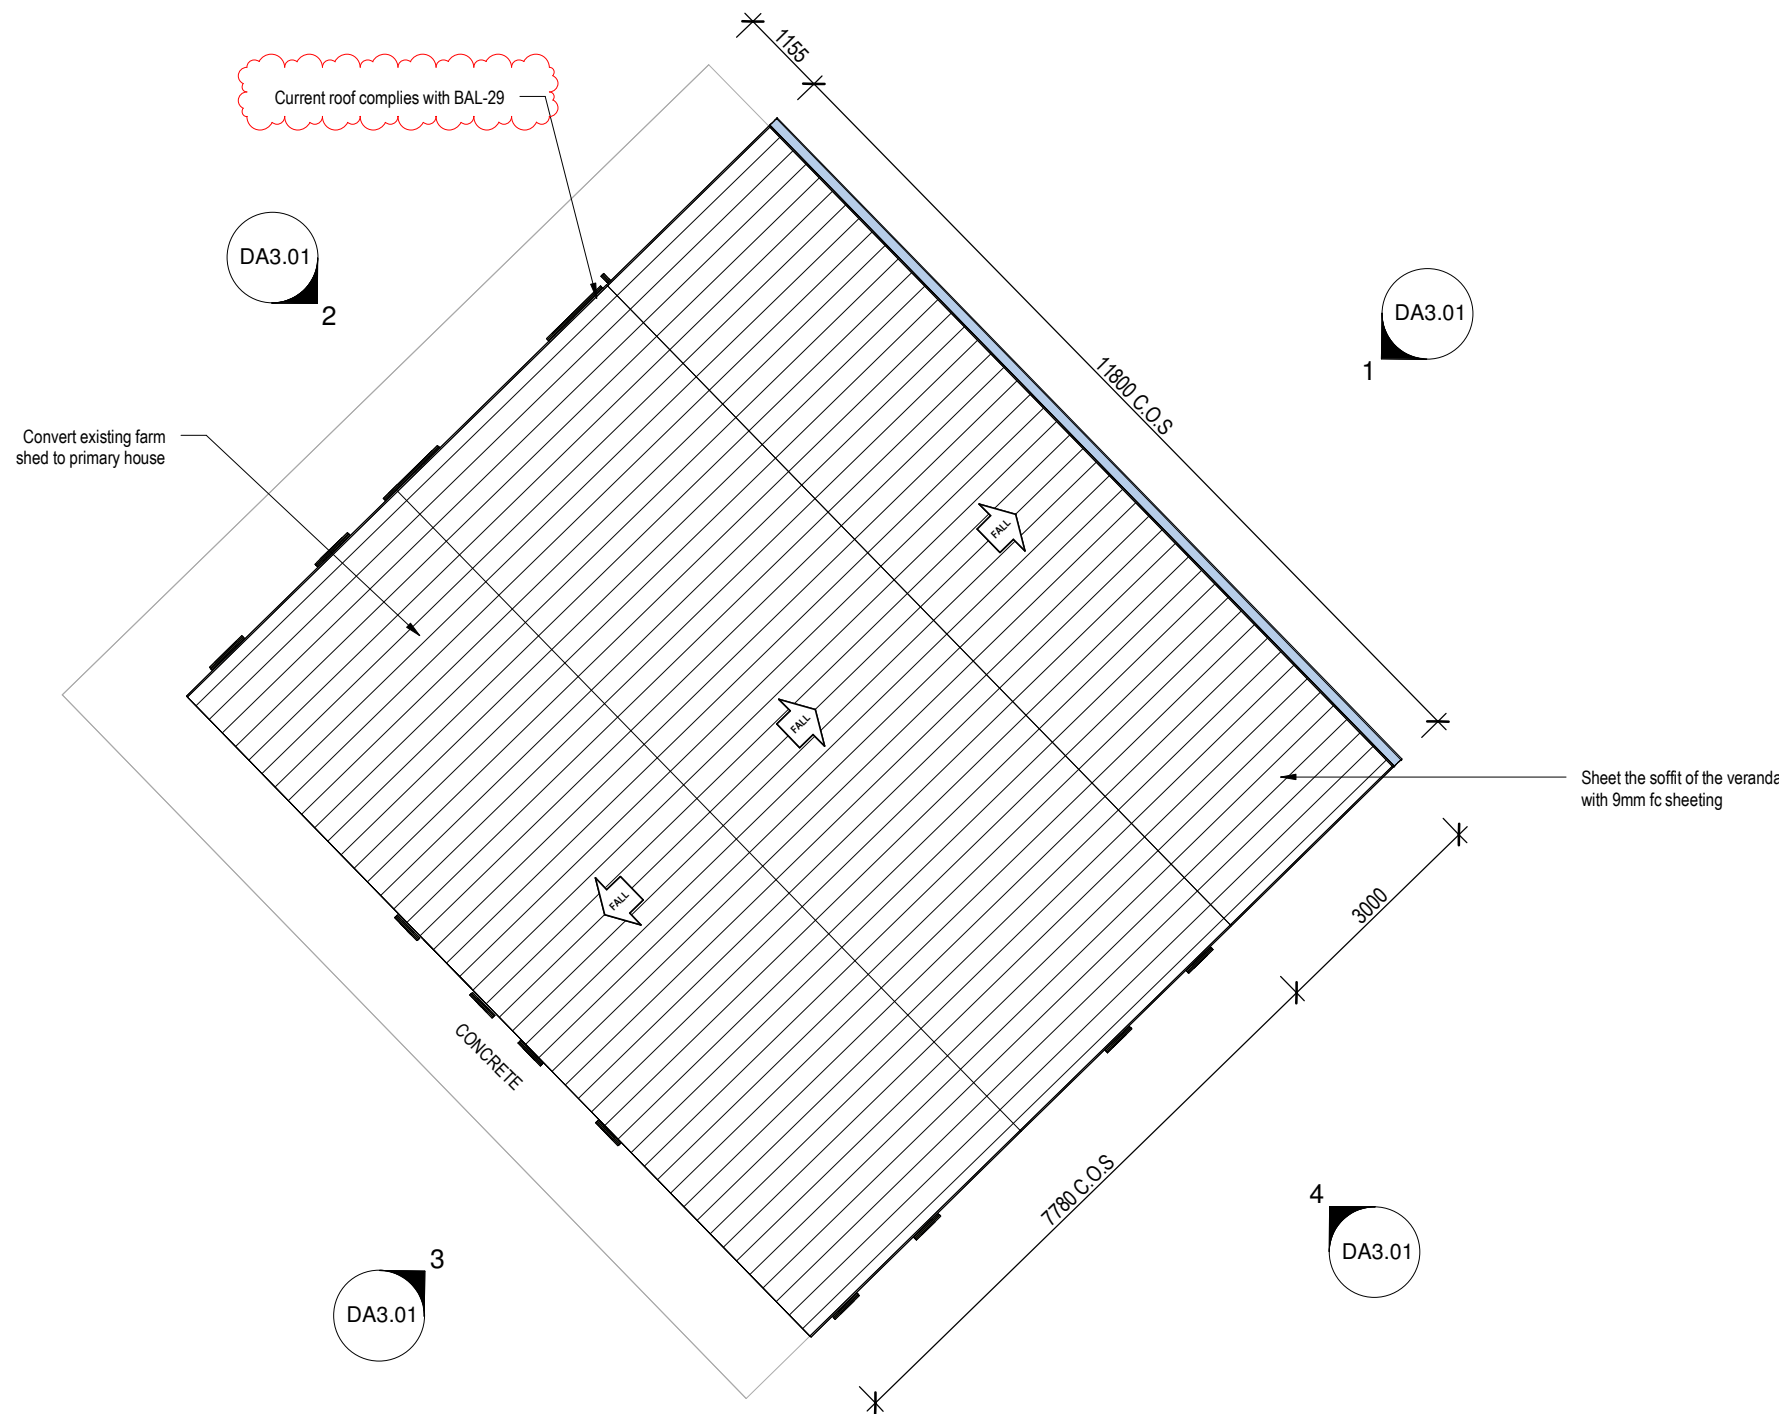 1155
Current roof complies with BAL-29
DA3.01
2
DA3.01
1
11800 C.O.S
Convert existing farm
shed to primary house
FALL
FALL
Sheet the soffit of the veranda
with 9mm fc sheeting
FALL
3000
CONCRETE
7780 C.O.S
4
DA3.01
3
DA3.01